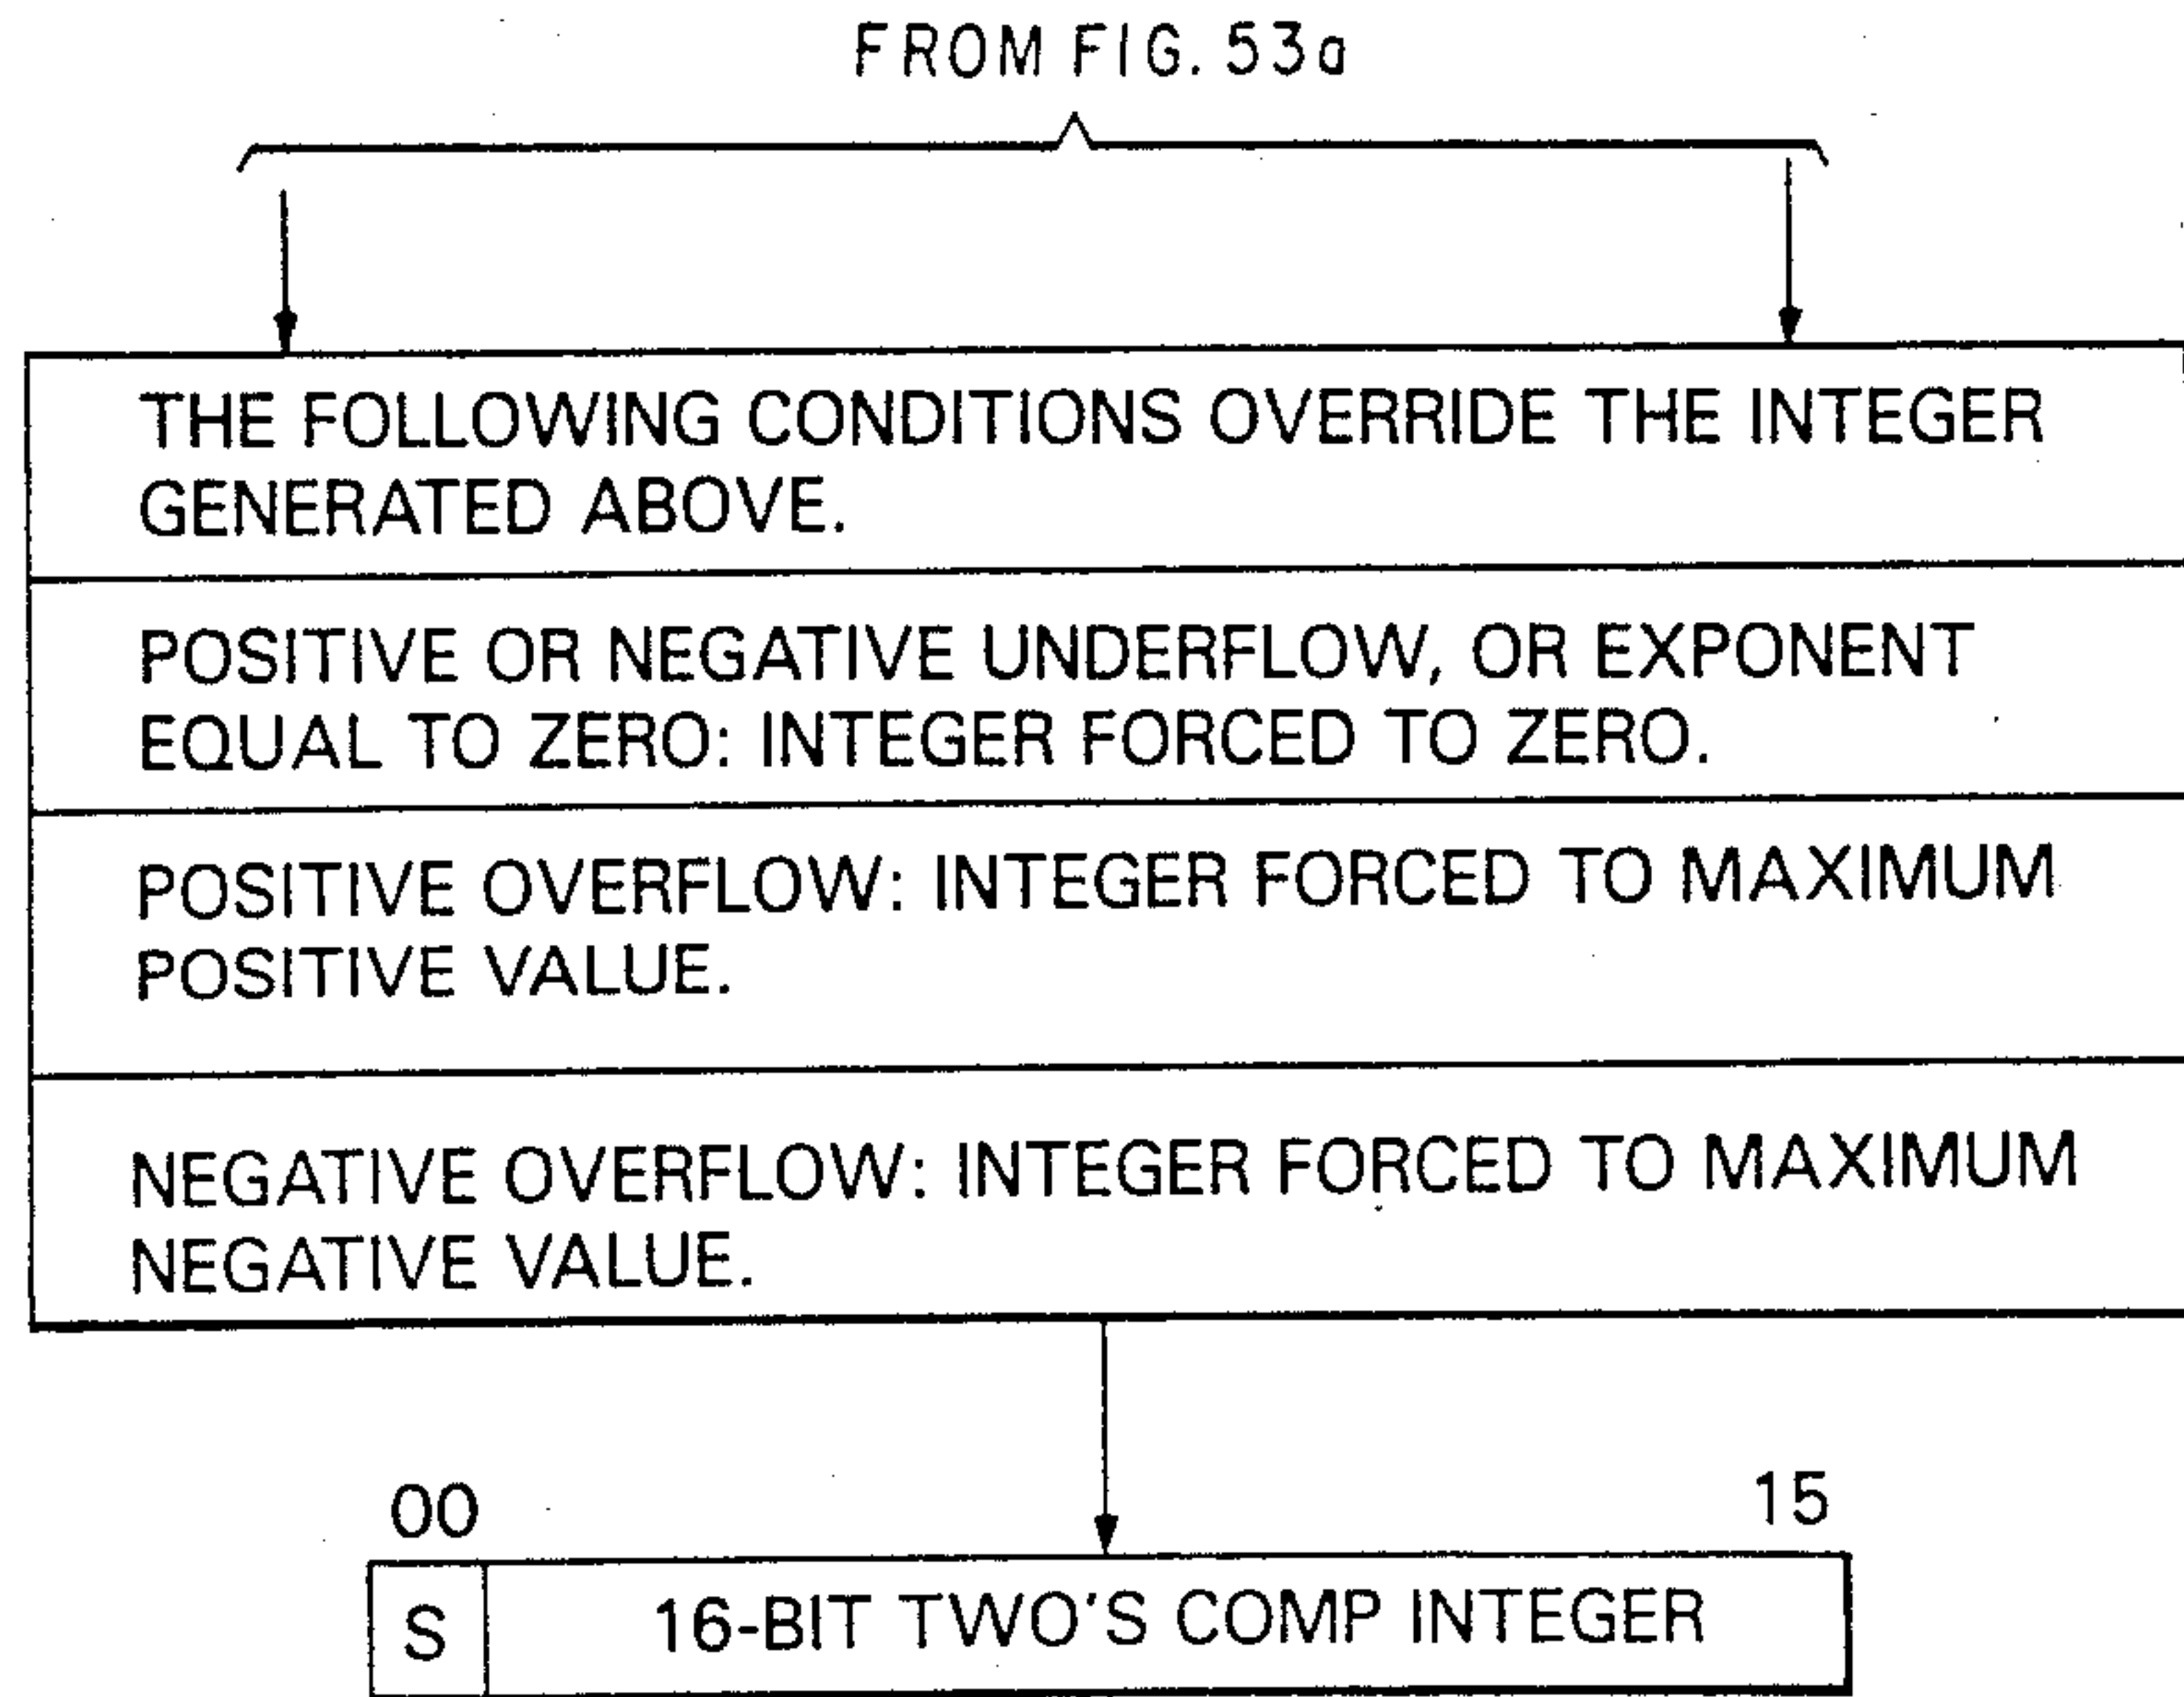 FROM FIG. 53a
THE FOLLOWING CONDITIONS OVERRIDE THE INTEGER
GENERATED ABOVE.
POSITIVE OR NEGATIVE UNDERFLOW, OR EXPONENT
EQUAL TO ZERO: INTEGER FORCED TO ZERO.
POSITIVE OVERFLOW: INTEGER FORCED TO MAXIMUM
POSITIVE VALUE.
NEGATIVE OVERFLOW: INTEGER FORCED TO MAXIMUM
NEGATIVE VALUE.
00 15
S 16-BIT TWO'S COMP INTEGER